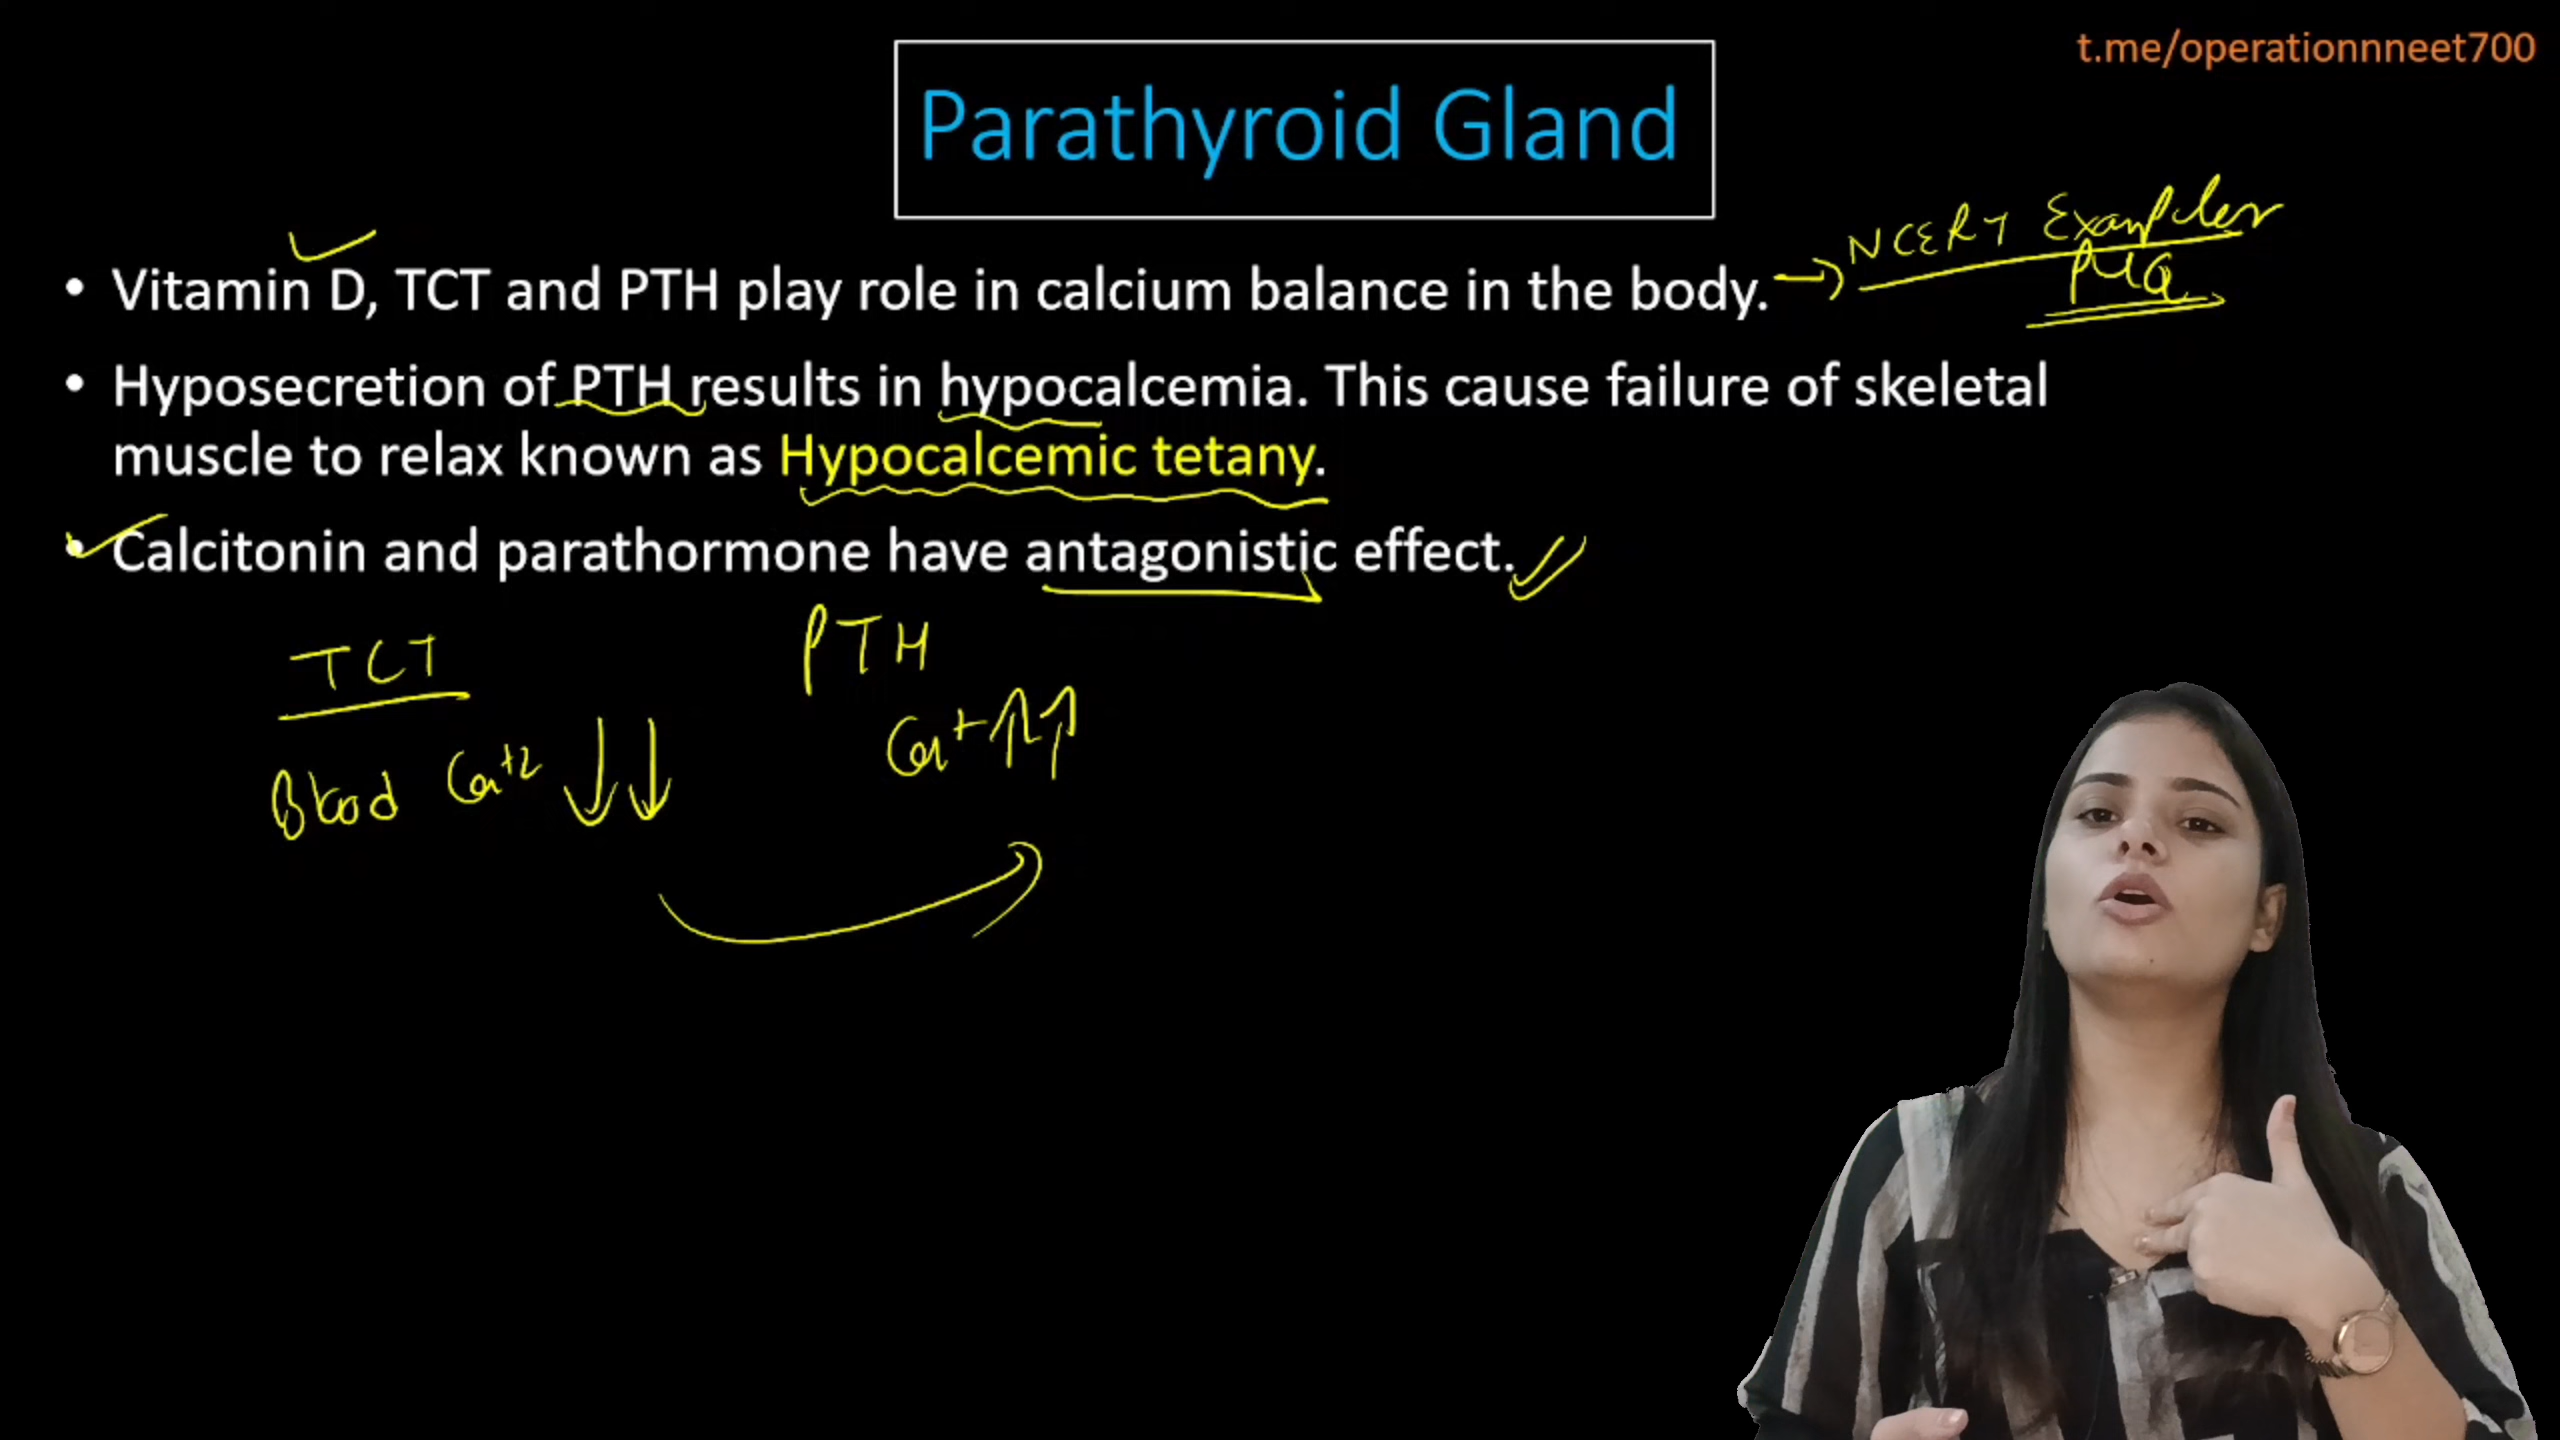 t.me/operationnneet700
Parathyroid Gland
NCERT Examples
• Vitamin D, TCT and PTH play role in calcium balance in the body. →
• Hyposecretion of PTH results in hypocalcemia. This cause failure of skeletal
muscle to relax known as Hypocalcemic tetany.
• Calcitonin and parathormone have antagonistic effect.
TCT
PTH
Ca+ ↑↑
Blood Ca+2 ↓↓